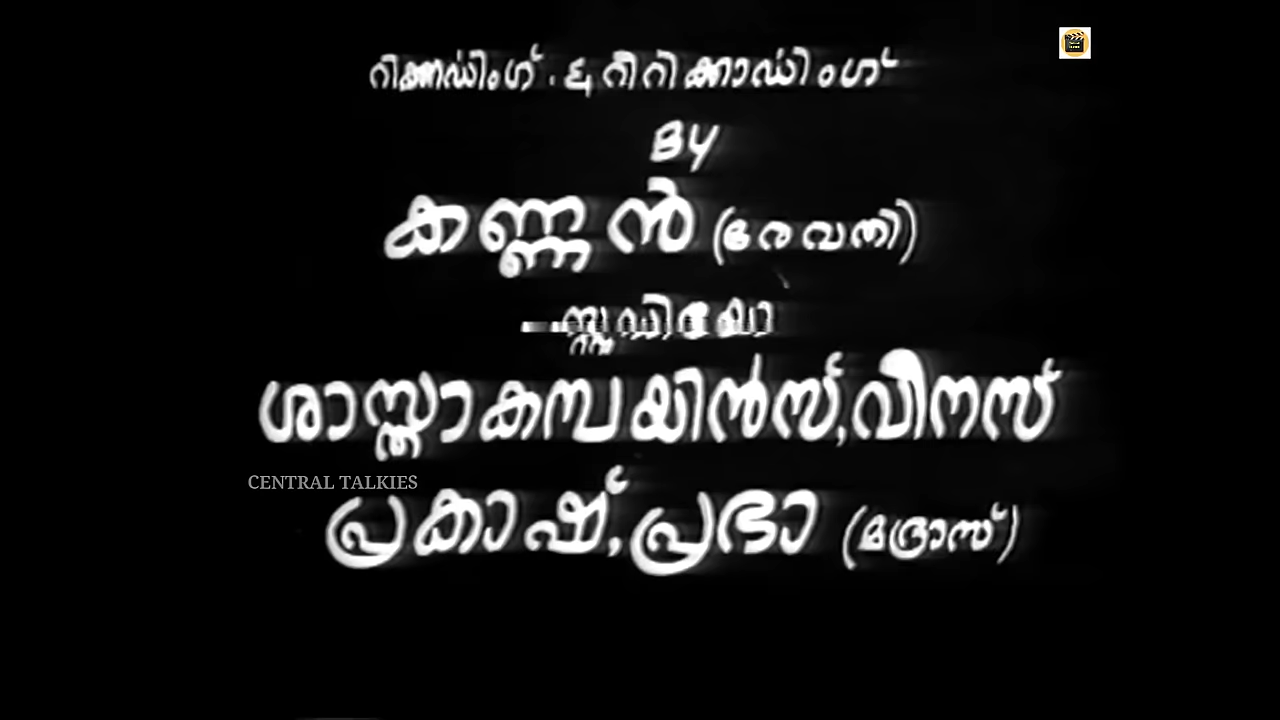 റിക്കാഡിംഗ് . & റീറിക്കാഡിംഗ്
BY
കണ്ണൻ (രേവതി)
സ്റ്റുഡിയോ
ശാസ്താകമ്പയിൻസ്, വീനസ്
CENTRAL TALKIES
പ്രകാഷ്, പ്രഭാ (മദ്രാസ്)